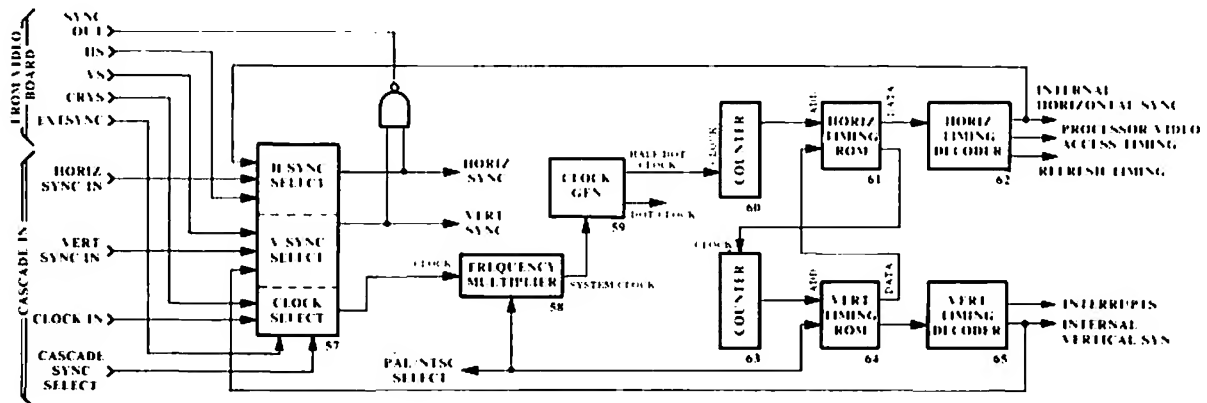 FROM VIDEO
BOARD
SYNC
OUT
HS
VS
CRYS
EXTSYNC
CASCADE IN
HORIZ
SYNC IN
VERT
SYNC IN
CLOCK IN
CASCADE
SYNC
SELECT
H SYNC
SELECT
V SYNC
SELECT
CLOCK
SELECT
57
HORIZ
SYNC
VERT
SYNC
CLOCK
FREQUENCY
MULTIPLIER
58
SYSTEM CLOCK
PAL/NTSC
SELECT
CLOCK
GEN
59
HALF DOT
CLOCK
DOT CLOCK
CLOCK
COUNTER
60
ADD
HORIZ
TIMING
ROM
61
DATA
HORIZ
TIMING
DECODER
62
INTERNAL
HORIZONTAL SYNC
PROCESSOR VIDEO
ACCESS TIMING
REFRESH TIMING
CLOCK
COUNTER
63
ADD
VERT
TIMING
ROM
64
DATA
VERT
TIMING
DECODER
65
INTERRUPTS
INTERNAL
VERTICAL SYN